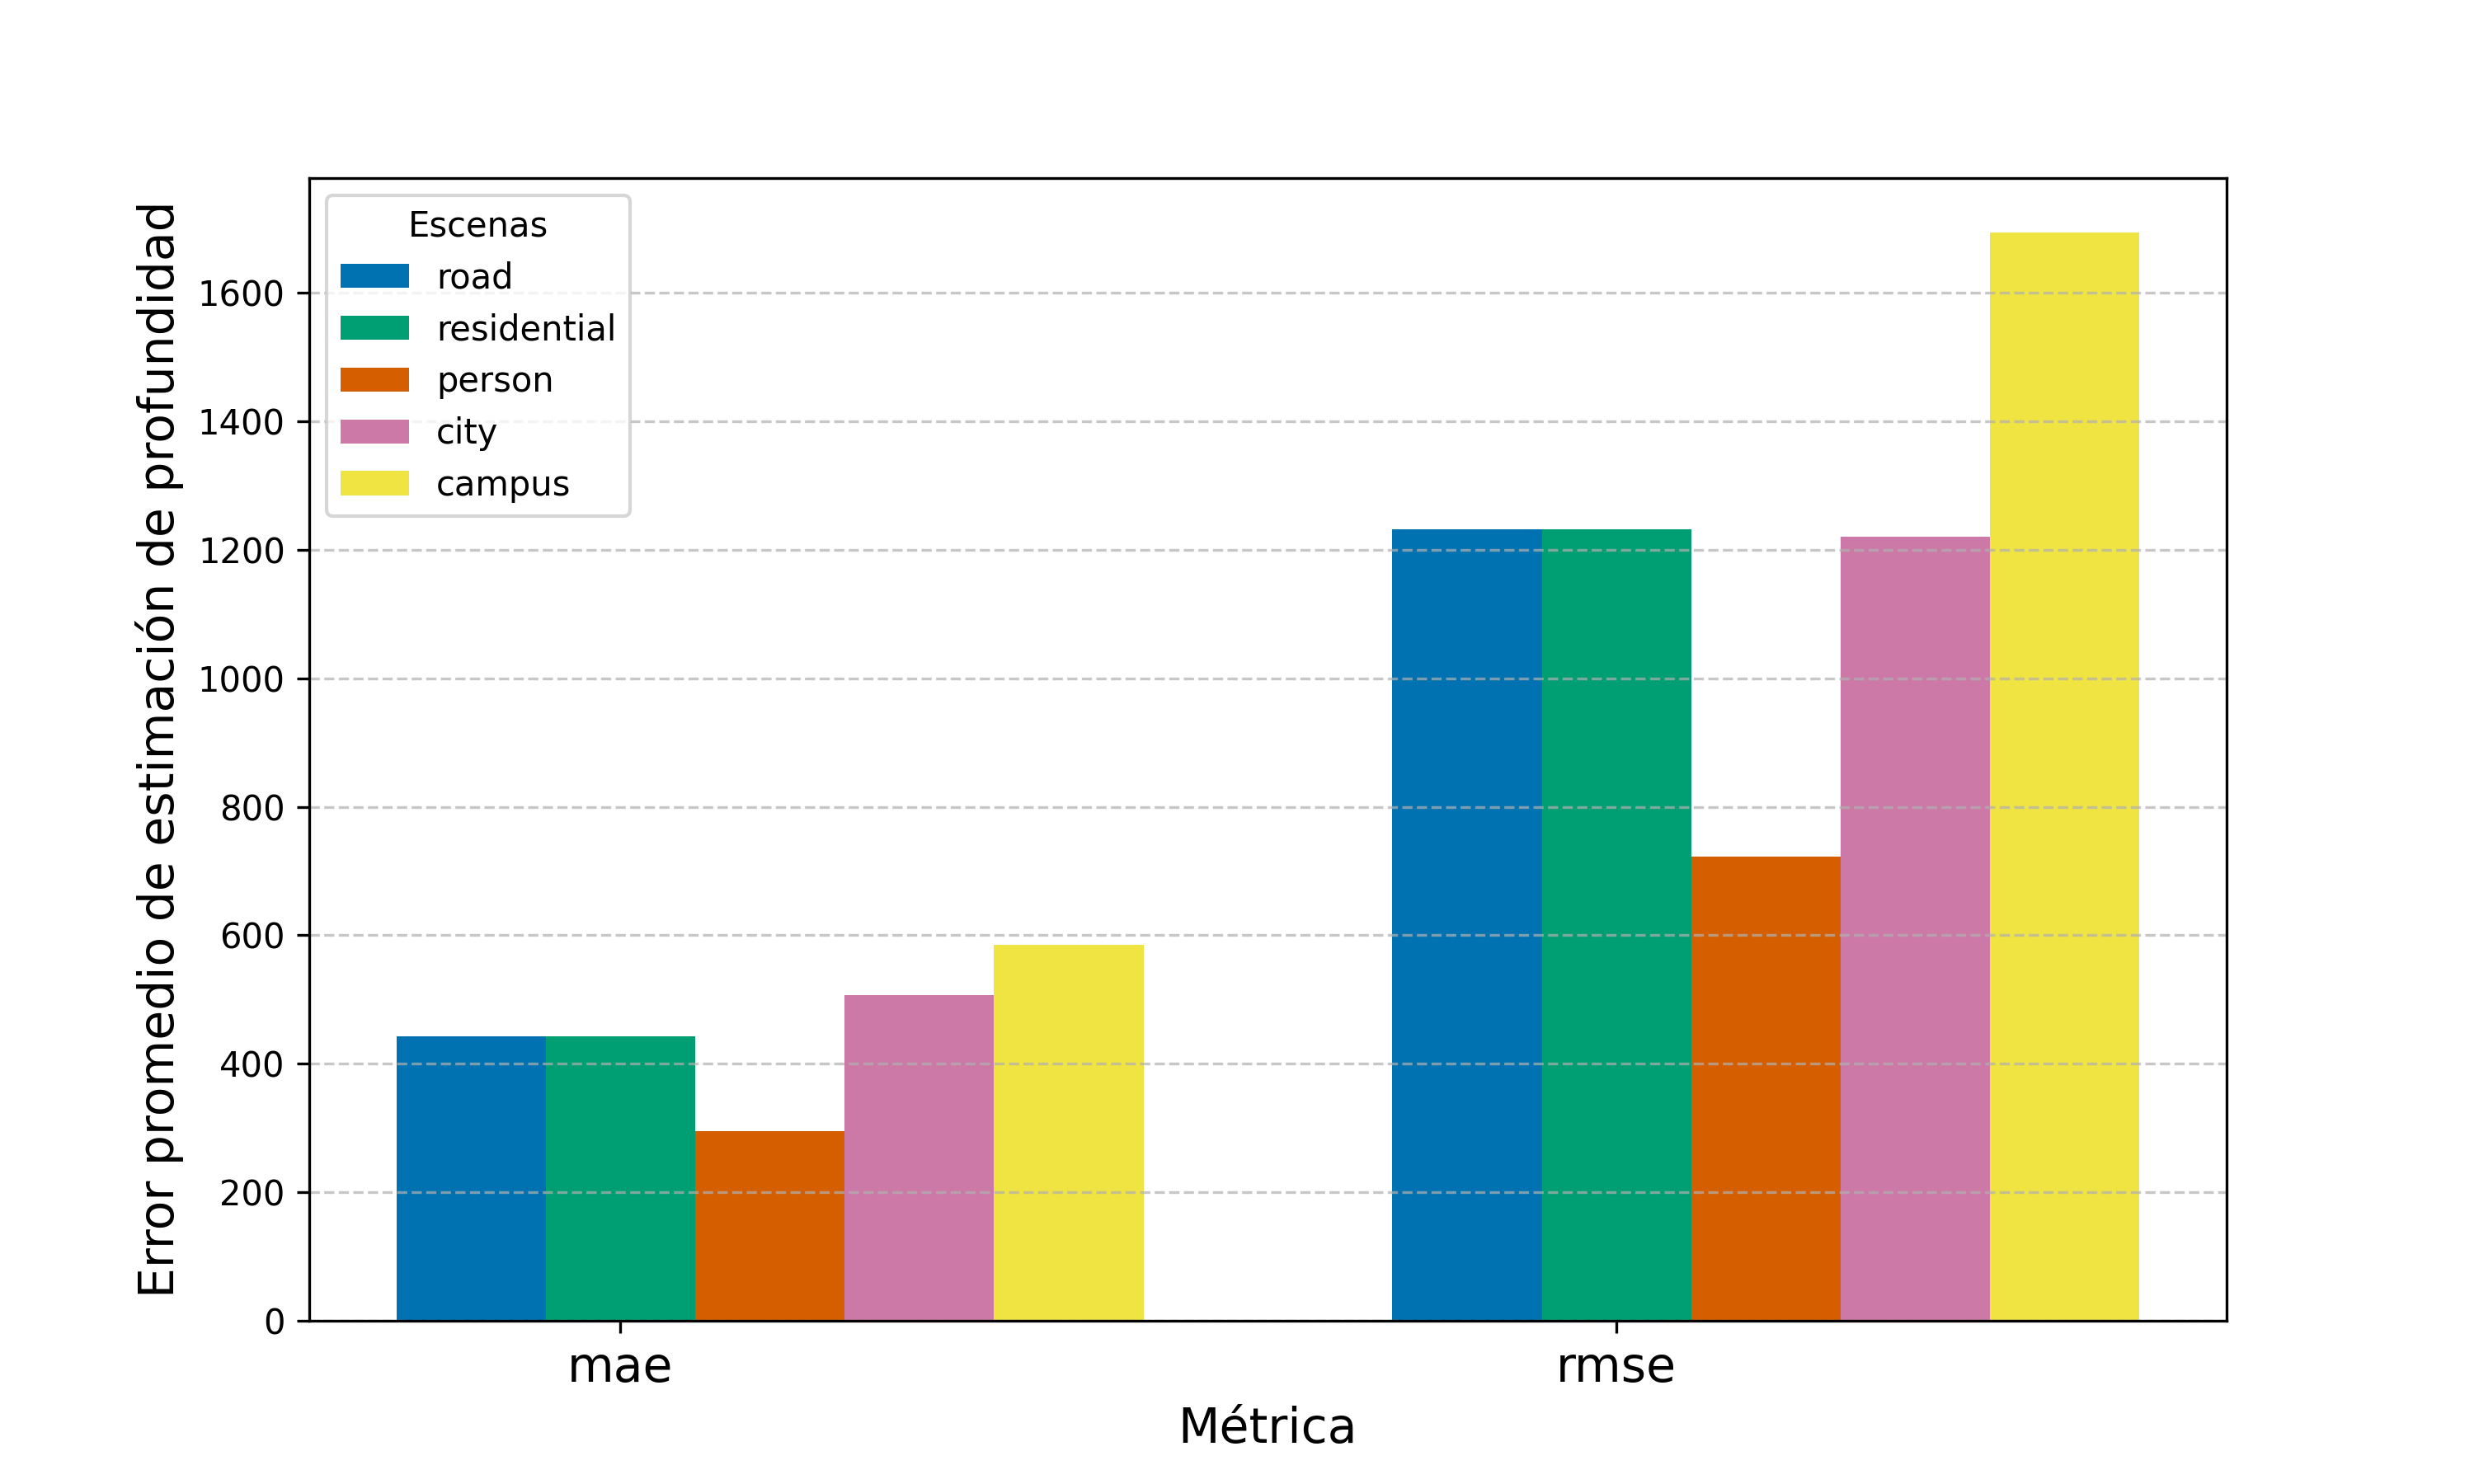 Error promedio de estimación de profundidad
1600
1400
1200
1000
800
600
400
200
0
Escenas
road
residential
person
city
campus
mae
rmse
Métrica